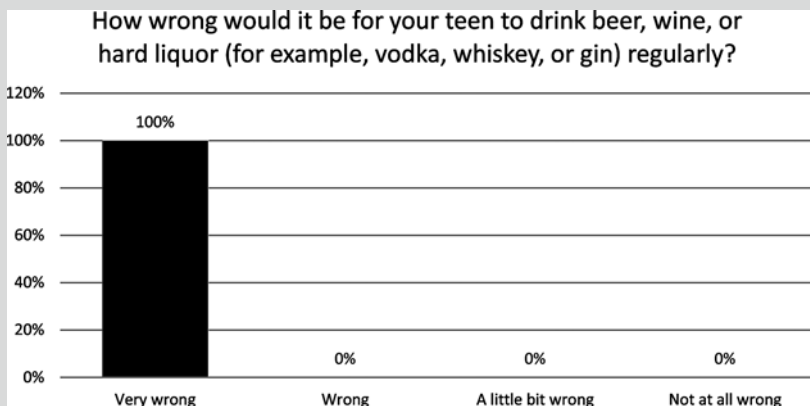 How wrong would it be for your teen to drink beer, wine, or
hard liquor (for example, vodka, whiskey, or gin) regularly?
120%
100%
100%
80%
60%
40%
20%
0%
0%
0%
0%
Very wrong
Wrong
A little bit wrong
Not at all wrong